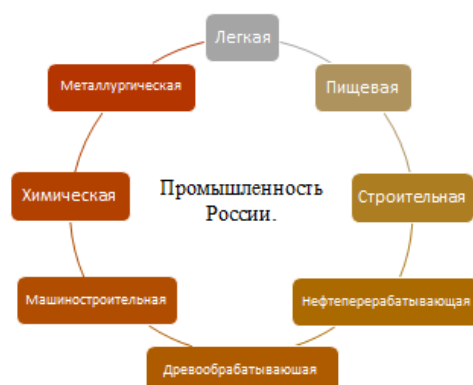 Легкая
Пищевая
Строительная
Нефтеперерабатывающая
Древообрабатывающая
Машиностроительная
Химическая
Металлургическая
Промышленность
России.